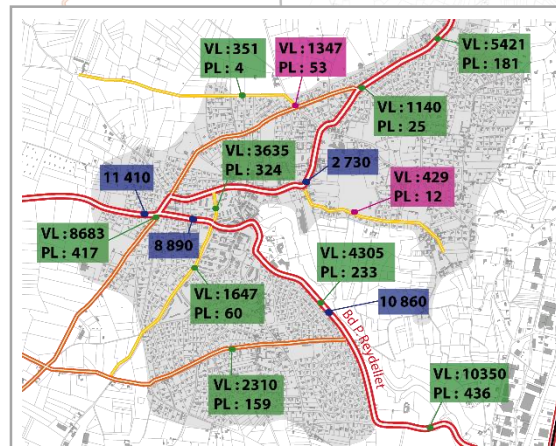 VL :351
PL : 4
VL :1347
PL : 53
VL :5421
PL : 181
VL :1140
PL : 25
VL :3635
PL : 324
2 730
VL :429
PL : 12
11 410
VL :8683
PL : 417
8 890
VL :4305
PL : 233
10 860
VL :1647
PL : 60
Bd P. Reydellet
VL :2310
PL : 159
VL :10350
PL : 436